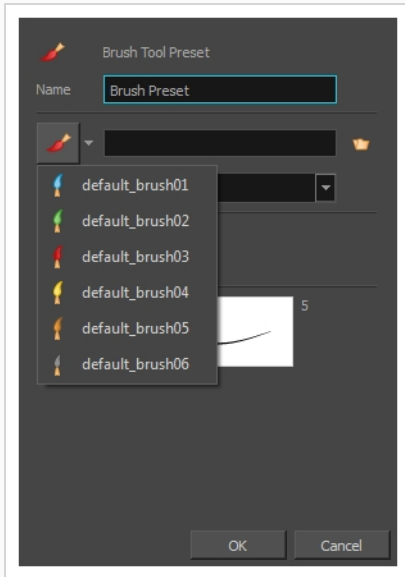 Brush Tool Preset
Name Brush Preset
default_brush01
default_brush02
default_brush03
default_brush04
5
default_brush05
default_brush06
OK Cancel